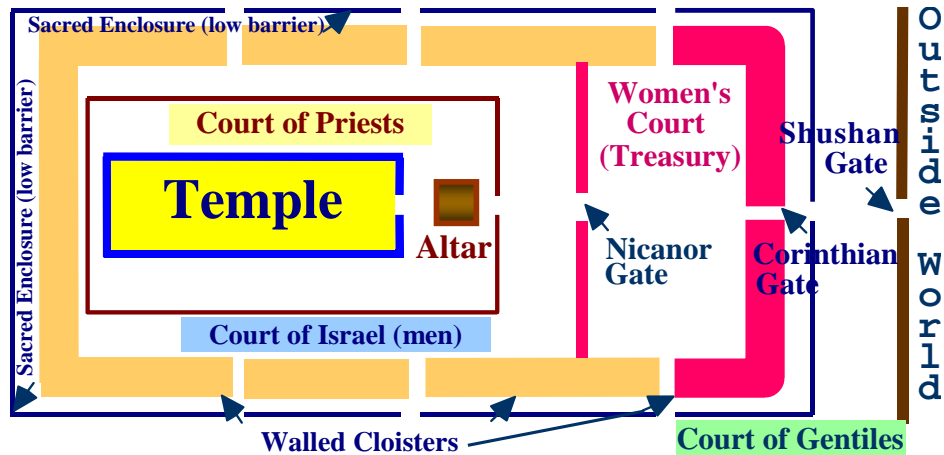 Sacred Enclosure (low barrier)
Sacred Enclosure (low barrier)
Court of Priests
Temple
Altar
Court of Israel (men)
Women's
Court
(Treasury)
Nicanor
Gate
Shushan
Gate
Corinthian
Gate
Outside World
Walled Cloisters
Court of Gentiles